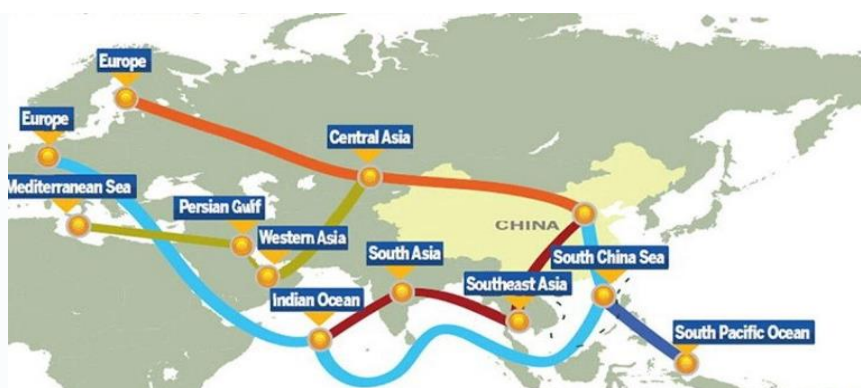 Europe
Europe
Central Asia
Mediterranean Sea
Persian Gulf
Western Asia
CHINA
South Asia
South China Sea
Southeast Asia
Indian Ocean
South Pacific Ocean